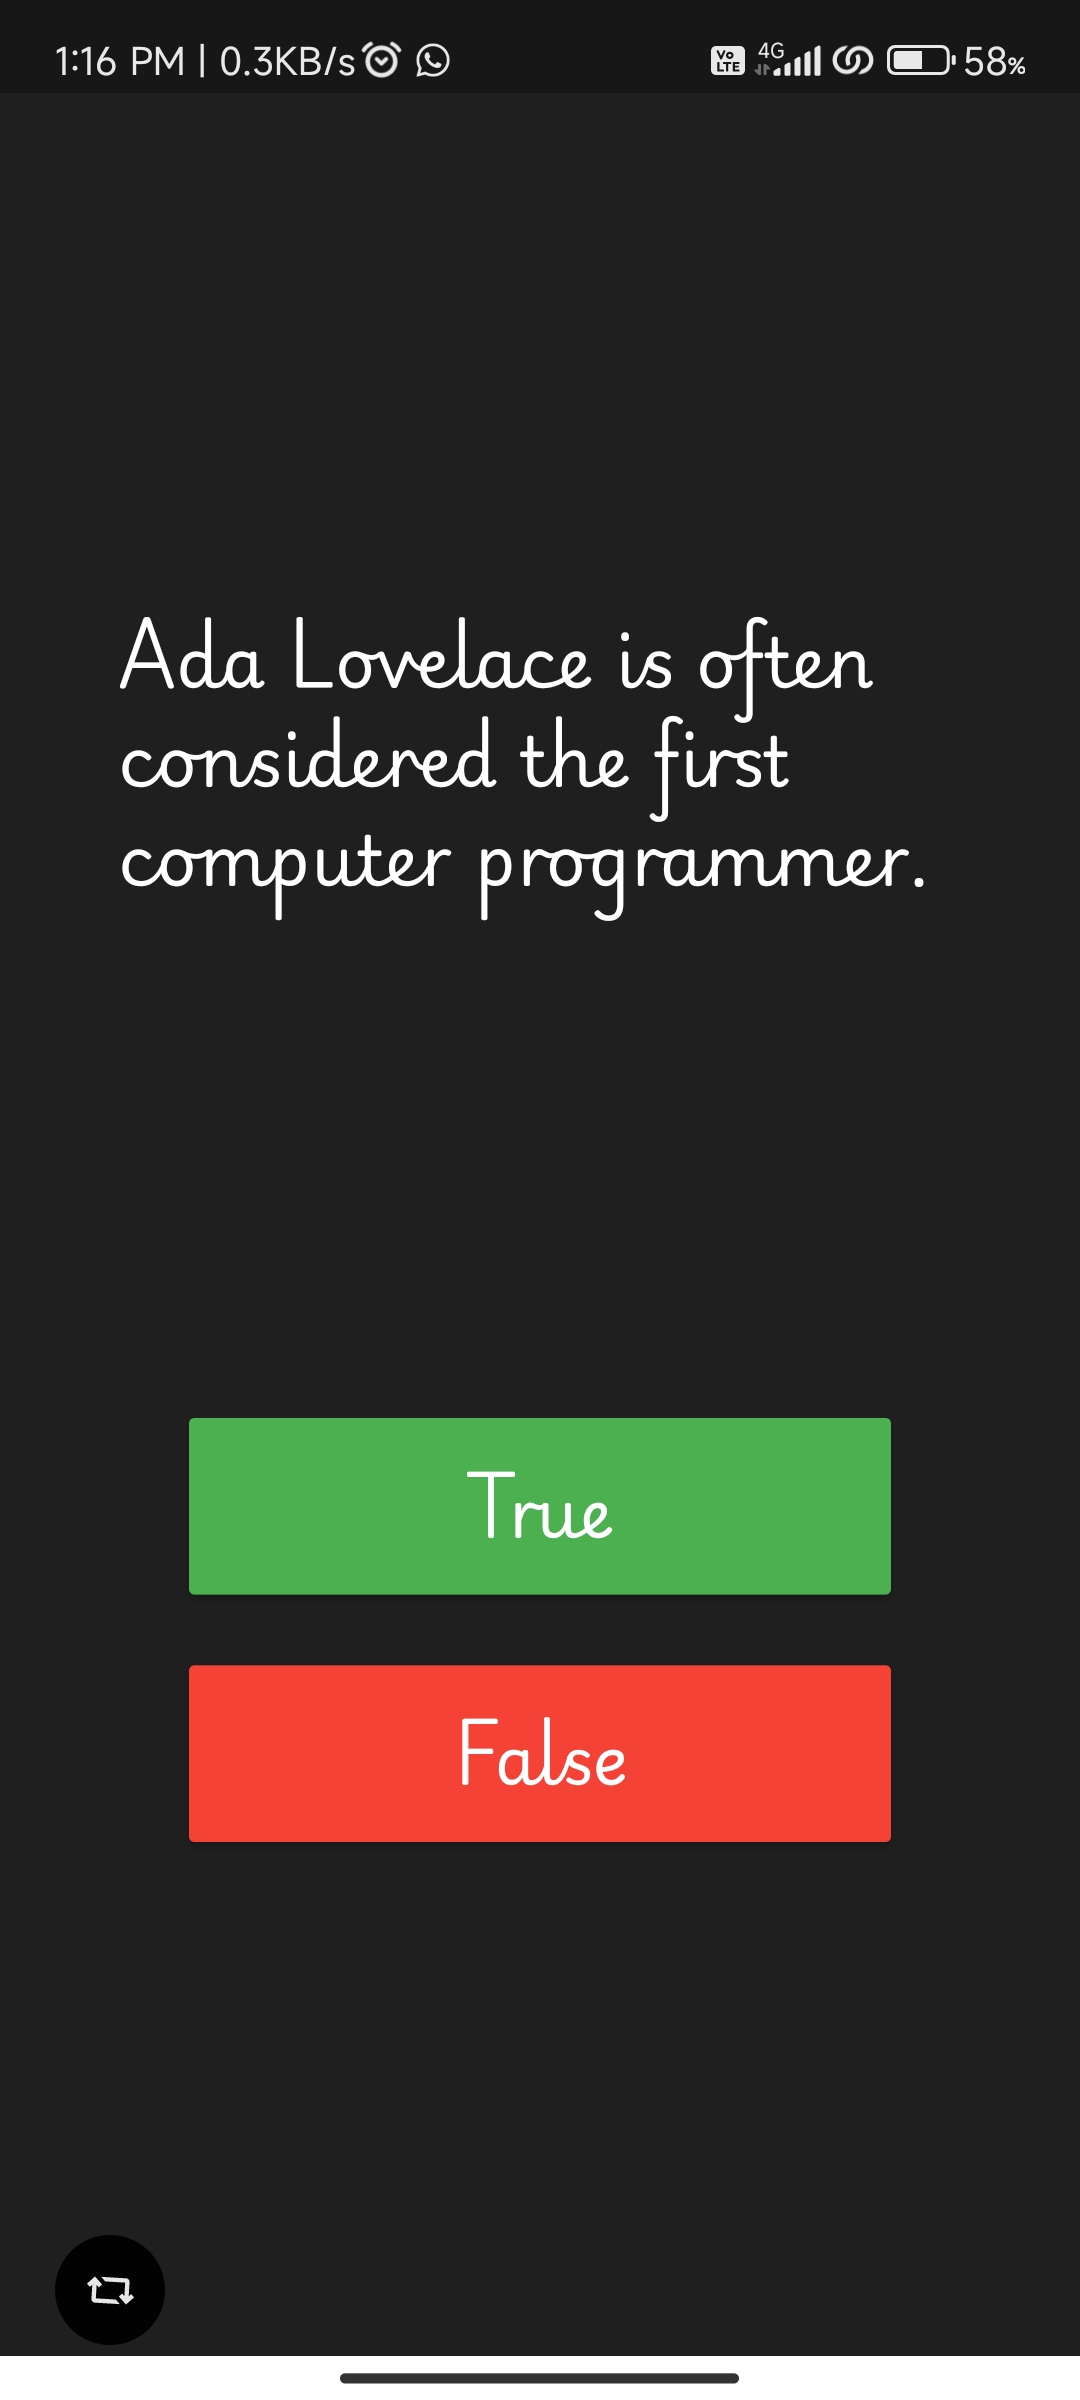 1:16 PM | 0.3KB/s Vo LTE 4G 58%
Ada Lovelace is often
considered the first
computer programmer.
True
False